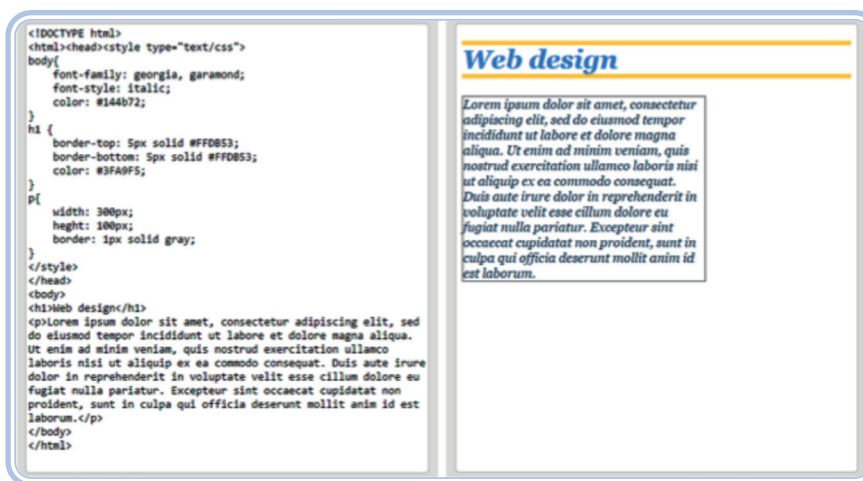 <!DOCTYPE html>
<html><head><style type="text/css">
body{
font-family: georgia, garamond;
font-style: italic;
color: #144b72;
}
h1 {
border-top: 5px solid #FFDB53;
border-bottom: 5px solid #FFDB53;
color: #3FA9F5;
}
p{
width: 300px;
heght: 100px;
border: 1px solid gray;
}
</style>
</head>
<body>
<h1>Web design</h1>
<p>Lorem ipsum dolor sit amet, consectetur adipiscing elit, sed
do eiusmod tempor incididunt ut labore et dolore magna aliqua.
Ut enim ad minim veniam, quis nostrud exercitation ullamco
laboris nisi ut aliquip ex ea commodo consequat. Duis aute irure
dolor in reprehenderit in voluptate velit esse cillum dolore eu
fugiat nulla pariatur. Excepteur sint occaecat cupidatat non
proident, sunt in culpa qui officia deserunt mollit anim id est
laborum.</p>
</body>
</html>
Web design
Lorem ipsum dolor sit amet, consectetur
adipiscing elit, sed do eiusmod tempor
incididunt ut labore et dolore magna
aliqua. Ut enim ad minim veniam, quis
nostrud exercitation ullamco laboris nisi
ut aliquip ex ea commodo consequat.
Duis aute irure dolor in reprehenderit in
voluptate velit esse cillum dolore eu
fugiat nulla pariatur. Excepteur sint
occaecat cupidatat non proident, sunt in
culpa qui officia deserunt mollit anim id
est laborum.